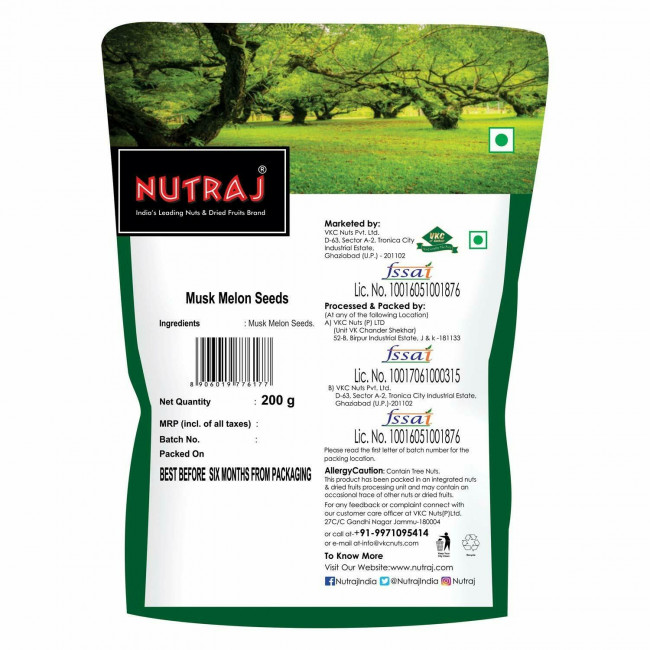 NUTRAJ®
India's Leading Nuts & Dried Fruits Brand
Musk Melon Seeds
Ingredients : Musk Melon Seeds.
8 906019 776177
Net Quantity : 200 g
MRP (incl. of all taxes) :
Batch No. :
Packed On
BEST BEFORE SIX MONTHS FROM PACKAGING
Marketed by:
VKC Nuts Pvt. Ltd.
D-63, Sector A-2, Tronica City
Industrial Estate,
Ghaziabad (U.P.) - 201102
VKC
fssai
Lic. No. 10016051001876
Processed & Packed by:
(At any of the following Location)
A) VKC Nuts (P) LTD
(Unit VK Chander Shekhar)
52-B, Birpur Industrial Estate, J & k -181133
fssai
Lic. No. 10017061000315
B) VKC Nuts Pvt. Ltd.
D-63, Sector A-2, Tronica City Industrial Estate,
Ghaziabad (U.P.)-201102
fssai
Lic. No. 10016051001876
Please read the first letter of batch number for the
packing location.
AllergyCaution: Contain Tree Nuts.
This product has been packed in an integrated nuts
& dried fruits processing unit and may contain an
occasional trace of other nuts or dried fruits.
For any feedback or complaint connect with
our customer care officer at VKC Nuts(P)Ltd.
27C/C Gandhi Nagar Jammu-180004
or call at-+91-9971095414
or e-mail at-info@vkcnuts.com
To Know More
Visit Our Website:www.nutraj.com
NutrajIndia @NutrajIndia Nutraj